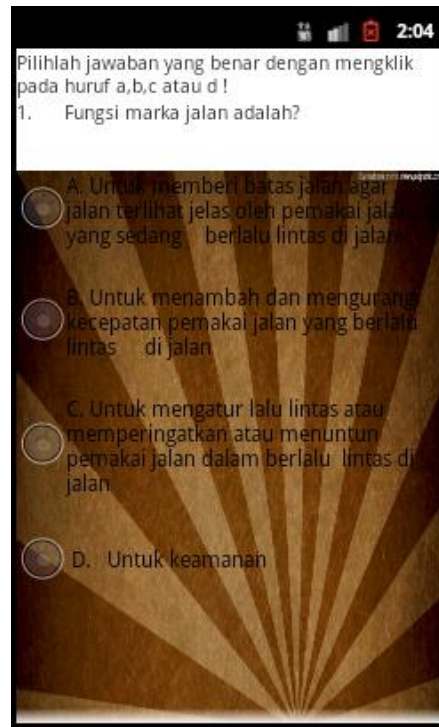 2:04
Pilihlah jawaban yang benar dengan mengklik
pada huruf a,b,c atau d !
1. Fungsi marka jalan adalah?
A. Untuk memberi batas jalan agar
jalan terlihat jelas oleh pemakai jalan
yang sedang berlalu lintas di jalan
B. Untuk menambah dan mengurangi
kecepatan pemakai jalan yang berlalu
lintas di jalan
C. Untuk mengatur lalu lintas atau
memperingatkan atau menuntun
pemakai jalan dalam berlalu lintas di
jalan
D. Untuk keamanan